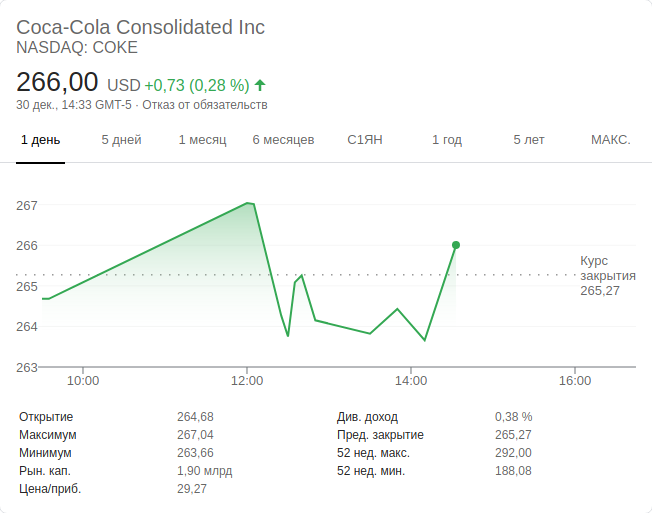 Coca-Cola Consolidated Inc
NASDAQ: COKE
266,00 USD +0,73 (0,28 %)
30 дек., 14:33 GMT-5 · Отказ от обязательств
1 день 5 дней 1 месяц 6 месяцев С1ЯН 1 год 5 лет МАКС.
267
266
265
264
263
Курс
закрытия
265,27
10:00 12:00 14:00 16:00
Открытие 264,68
Максимум 267,04
Минимум 263,66
Рын. кап. 1,90 млрд
Цена/приб. 29,27
Див. доход 0,38 %
Пред. закрытие 265,27
52 нед. макс. 292,00
52 нед. мин. 188,08